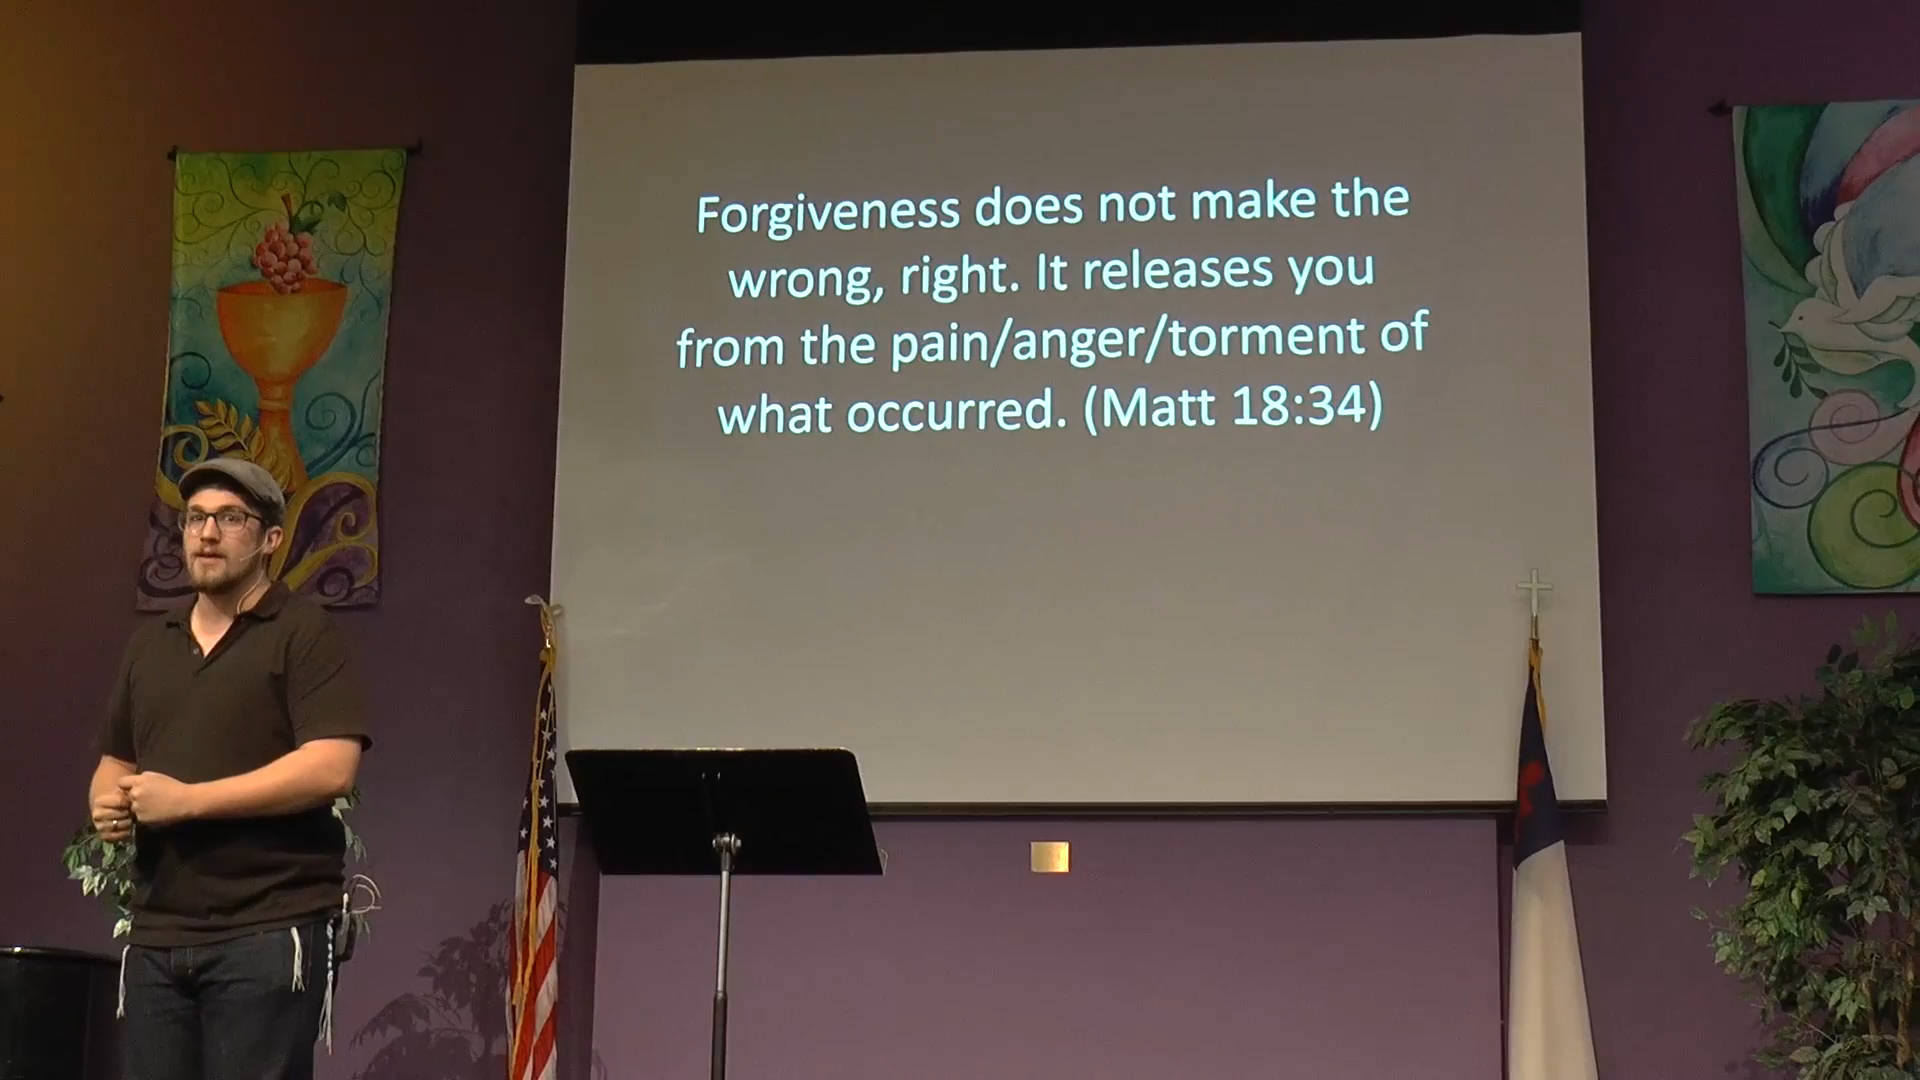 Forgiveness does not make the
wrong, right. It releases you
from the pain/anger/torment of
what occurred. (Matt 18:34)